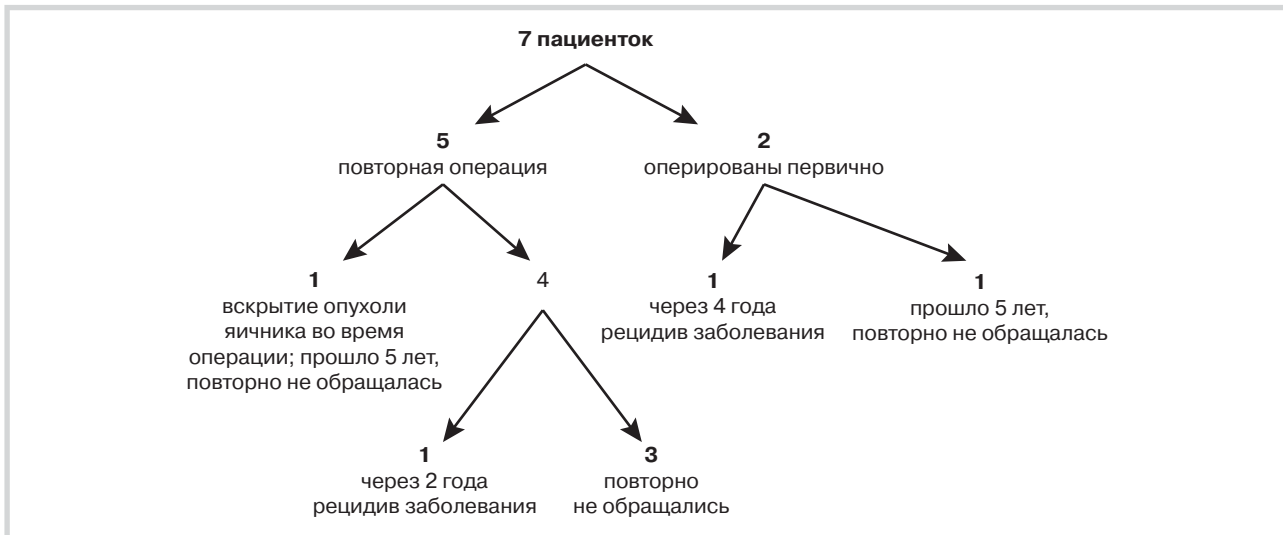 7 пациенток
5
повторная операция
2
оперированы первично
1
вскрытие опухоли
яичника во время
операции; прошло 5 лет,
повторно не обращалась
4
1
через 4 года
рецидив заболевания
1
прошло 5 лет,
повторно не обращалась
1
через 2 года
рецидив заболевания
3
повторно
не обращались